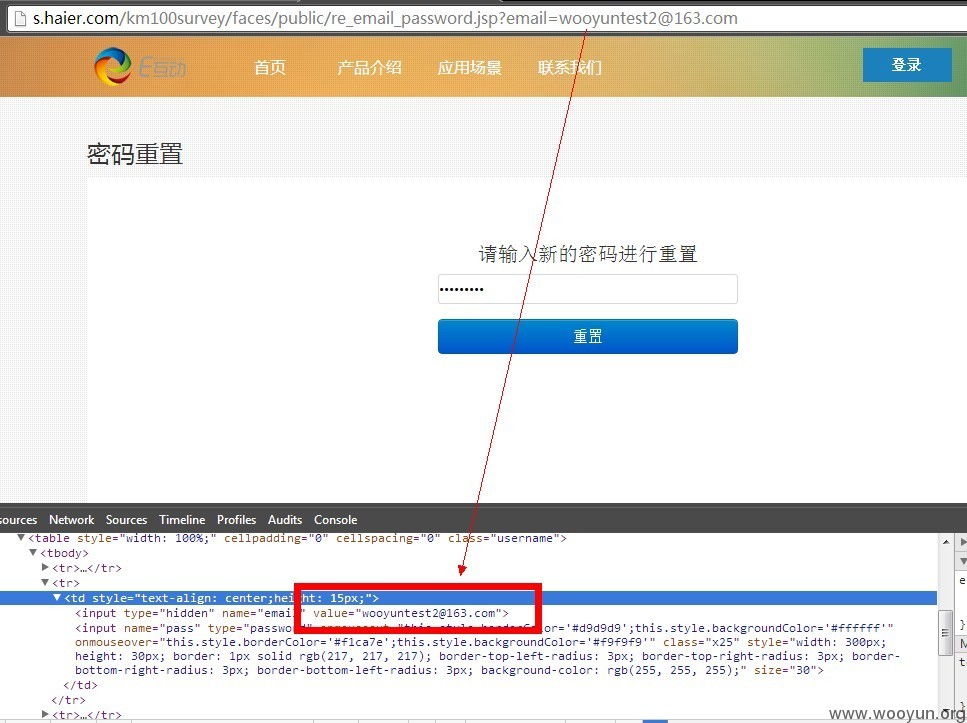 s.haier.com/km100survey/faces/public/re_email_password.jsp?email=wooyuntest2@163.com
E互动 首页 产品介绍 应用场景 联系我们 登录
密码重置
请输入新的密码进行重置
•••••••••
重置
ources Network Sources Timeline Profiles Audits Console
▼<table style="width: 100%;" cellpadding="0" cellspacing="0" class="username">
▼<tbody>
▶<tr>…</tr>
▼<tr>
▼<td style="text-align: center;height: 15px;">
<input type="hidden" name="email" value="wooyuntest2@163.com">
<input name="pass" type="password" onmouseout="this.style.borderColor='#d9d9d9';this.style.backgroundColor='#ffffff'"
onmouseover="this.style.borderColor='#f1ca7e';this.style.backgroundColor='#f9f9f9'" class="x25" style="width: 300px;
height: 30px; border: 1px solid rgb(217, 217, 217); border-top-left-radius: 3px; border-top-right-radius: 3px; border-
bottom-right-radius: 3px; border-bottom-left-radius: 3px; background-color: rgb(255, 255, 255);" size="30">
</td>
</tr>
▶<tr>…</tr>
www.wooyun.org